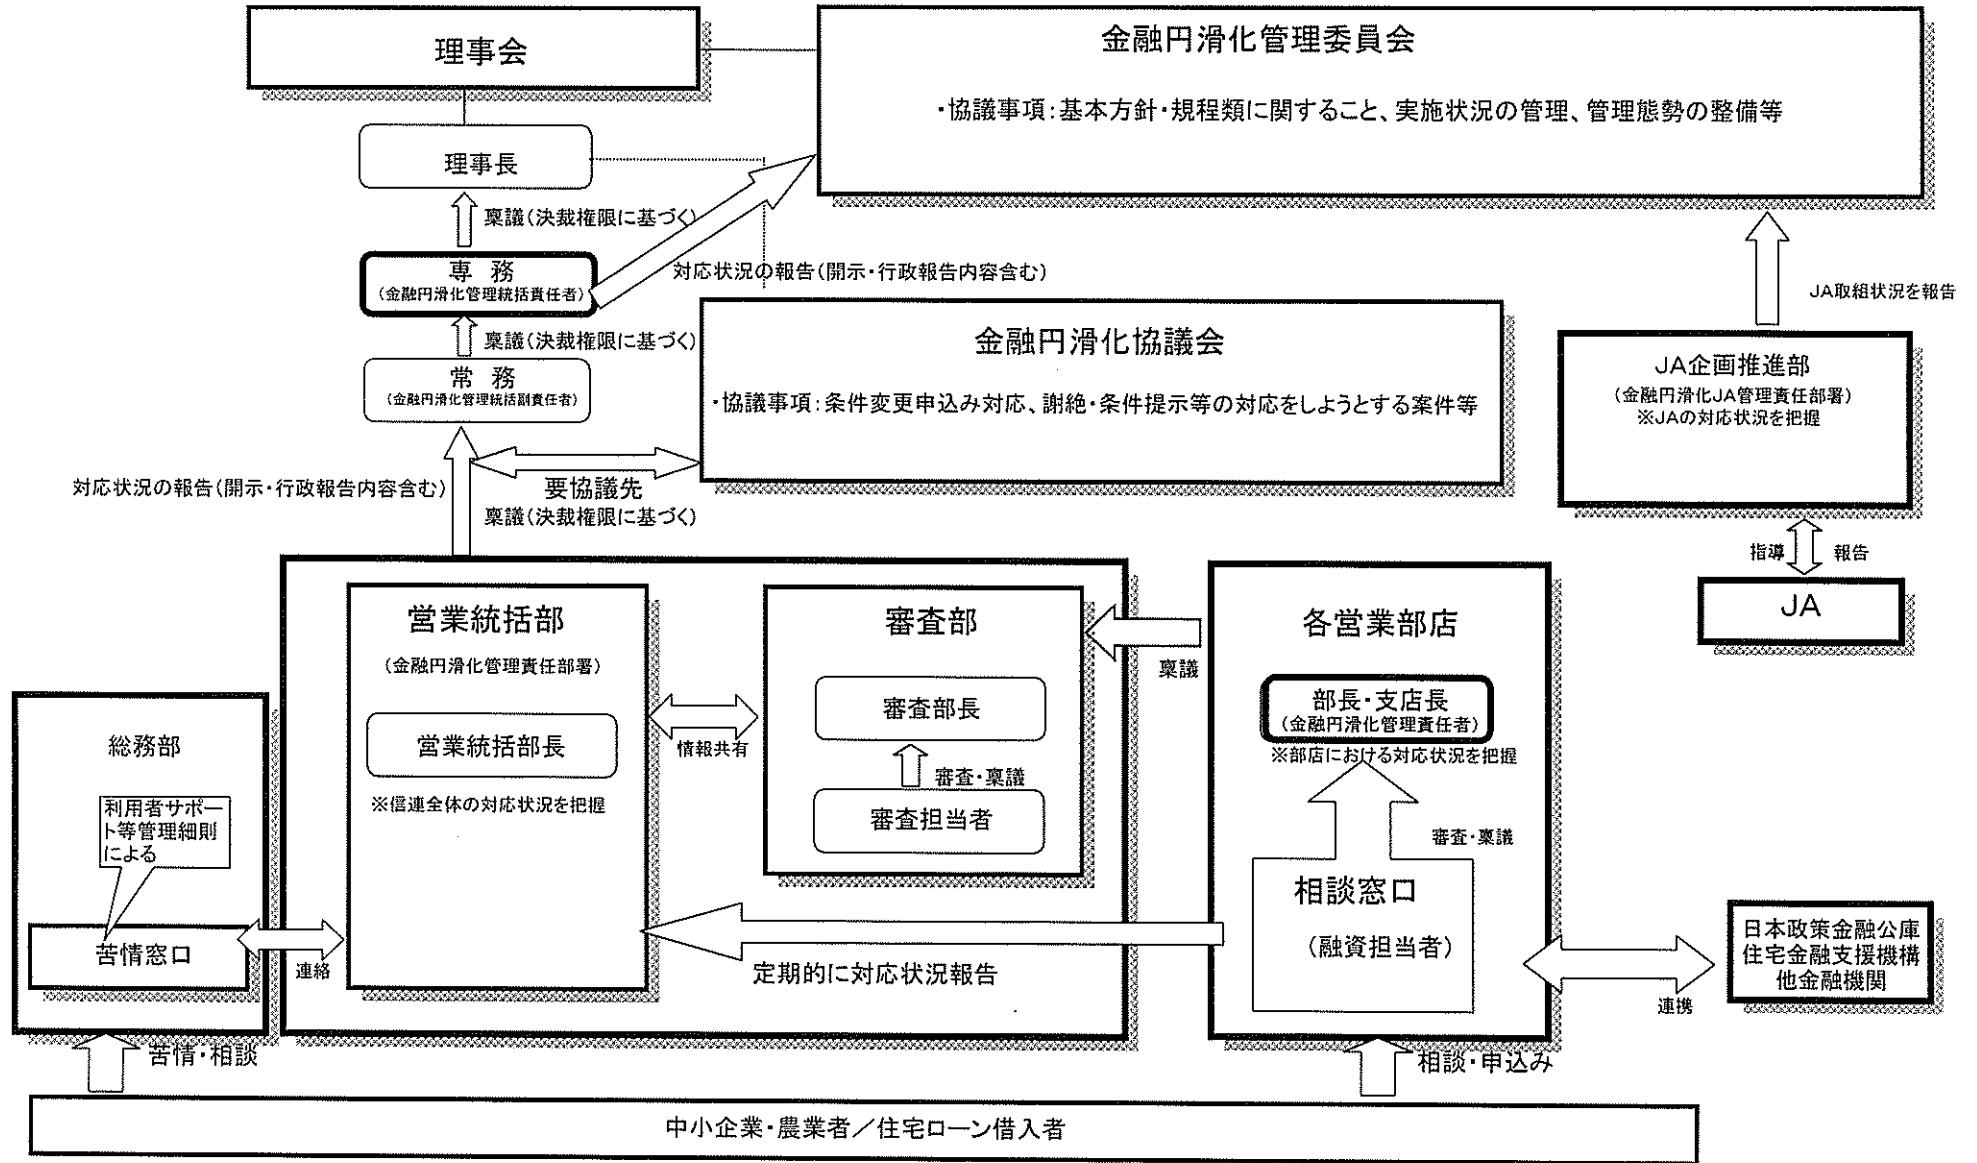 理事会
金融円滑化管理委員会
・協議事項：基本方針・規程類に関すること、実施状況の管理、管理態勢の整備等
理事長
稟議（決裁権限に基づく）
専 務
（金融円滑化管理統括責任者）
対応状況の報告（開示・行政報告内容含む）
稟議（決裁権限に基づく）
常 務
（金融円滑化管理統括副責任者）
金融円滑化協議会
・協議事項：条件変更申込み対応、謝絶・条件提示等の対応をしようとする案件等
JA取組状況を報告
JA企画推進部
（金融円滑化JA管理責任部署）
※JAの対応状況を把握
対応状況の報告（開示・行政報告内容含む）
要協議先
稟議（決裁権限に基づく）
指導
報告
JA
営業統括部
（金融円滑化管理責任部署）
営業統括部長
※信連全体の対応状況を把握
情報共有
審査部
審査部長
審査・稟議
審査担当者
稟議
各営業部店
部長・支店長
（金融円滑化管理責任者）
※部店における対応状況を把握
審査・稟議
相談窓口
（融資担当者）
総務部
利用者サポー
ト等管理細則
による
苦情窓口
連絡
定期的に対応状況報告
連携
日本政策金融公庫
住宅金融支援機構
他金融機関
苦情・相談
相談・申込み
中小企業・農業者／住宅ローン借入者